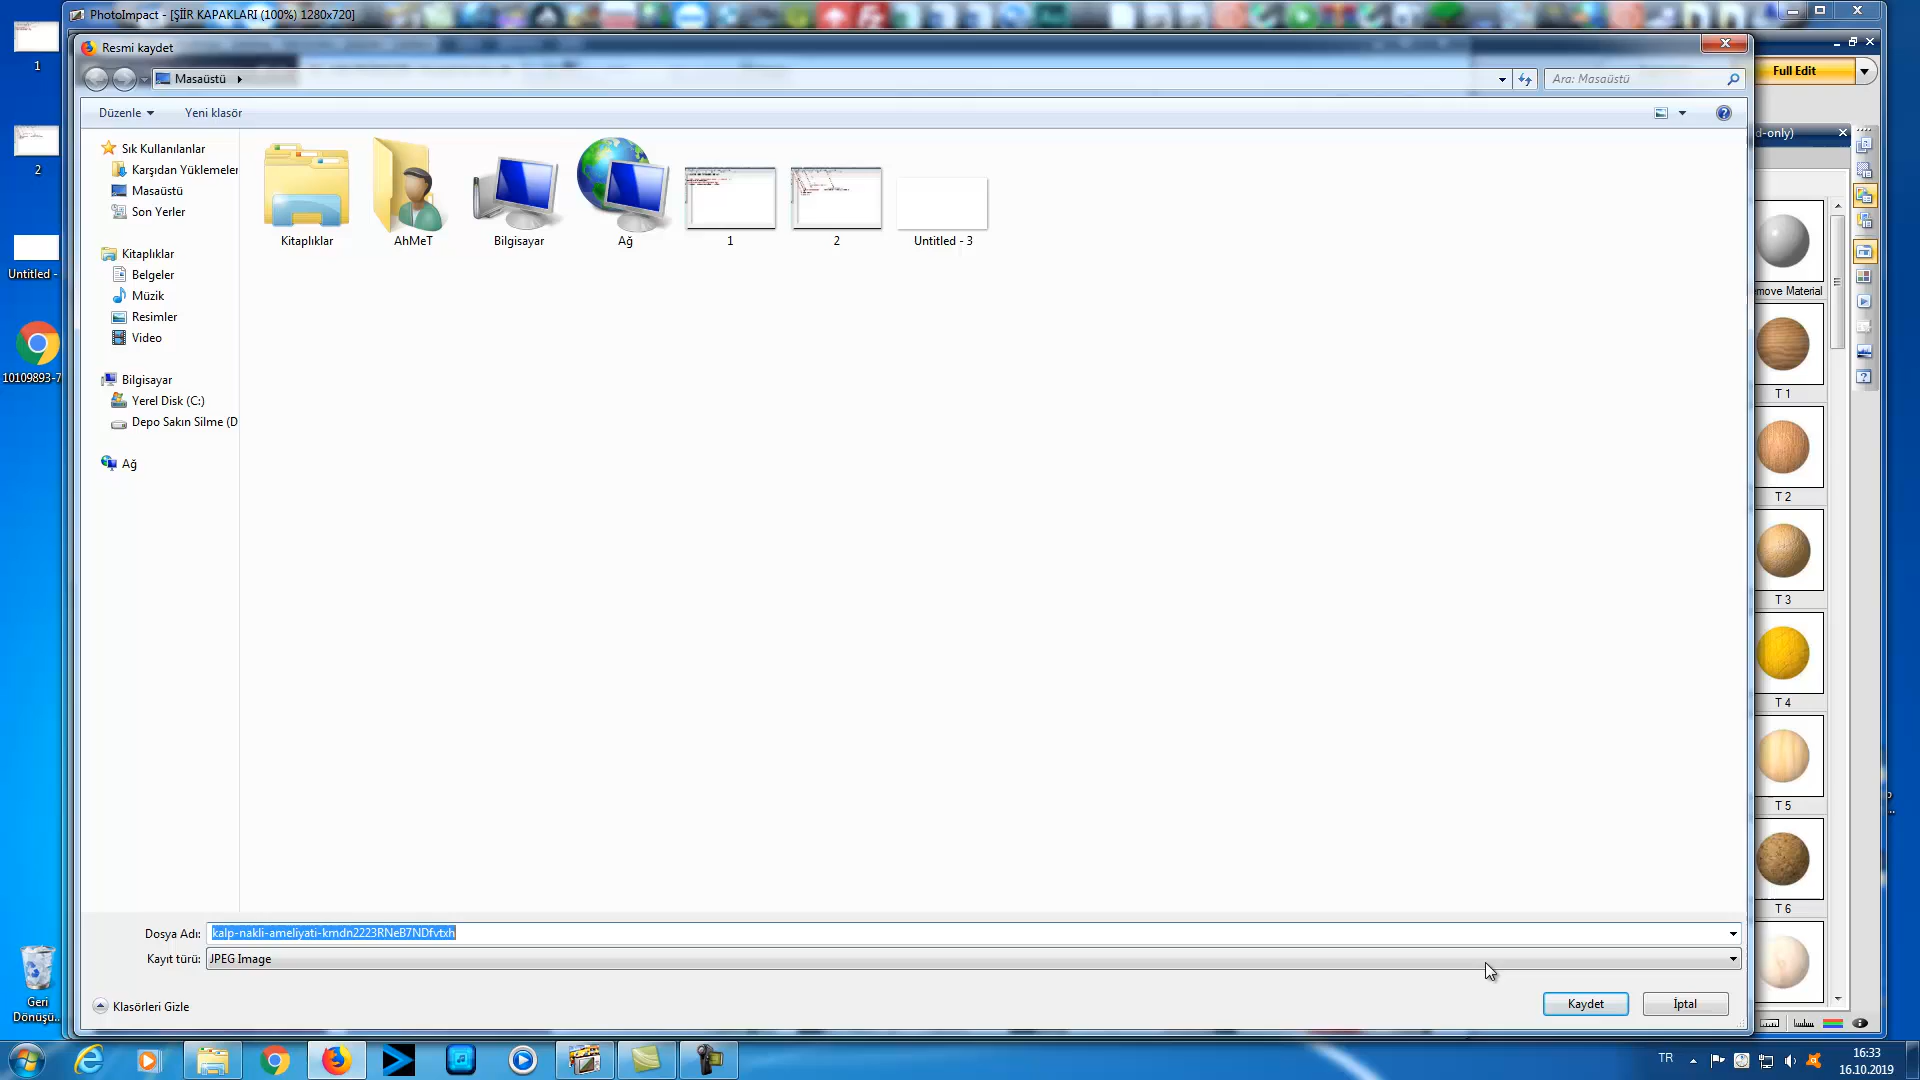 1
PhotoImpact - [ŞİİR KAPAKLARI (100%) 1280x720]
Resmi kaydet
Masaüstü
Ara: Masaüstü
Full Edit
Düzenle
Yeni klasör
d-only)
Sık Kullanılanlar
Karşıdan Yüklemeler
Masaüstü
Son Yerler
Kitaplıklar
Belgeler
Müzik
Resimler
Video
Bilgisayar
Yerel Disk (C:)
Depo Sakın Silme (D
Ağ
Kitaplıklar
AhMeT
Bilgisayar
Ağ
1
2
Untitled - 3
2
Untitled -
10109893-7
Geri
Dönüşü...
move Material
T 1
T 2
T 3
T 4
T 5
T 6
Dosya Adı:
kalp-nakli-ameliyati-kmdn2223RNeB7NDfvtxh
Kayıt türü:
JPEG Image
Klasörleri Gizle
Kaydet
İptal
TR
16:33
16.10.2019